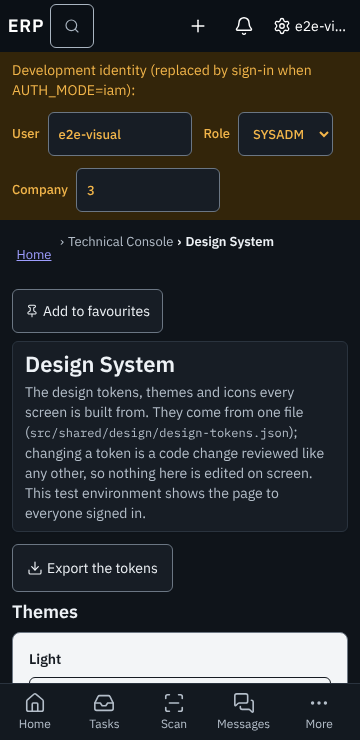 ERP
e2e-vi...
Development identity (replaced by sign-in when
AUTH_MODE=iam):
User e2e-visual Role SYSADM
Company 3
Home › Technical Console › Design System
Add to favourites
Design System
The design tokens, themes and icons every
screen is built from. They come from one file
(src/shared/design/design-tokens.json);
changing a token is a code change reviewed like
any other, so nothing here is edited on screen.
This test environment shows the page to
everyone signed in.
Export the tokens
Themes
Light
Home Tasks Scan Messages More